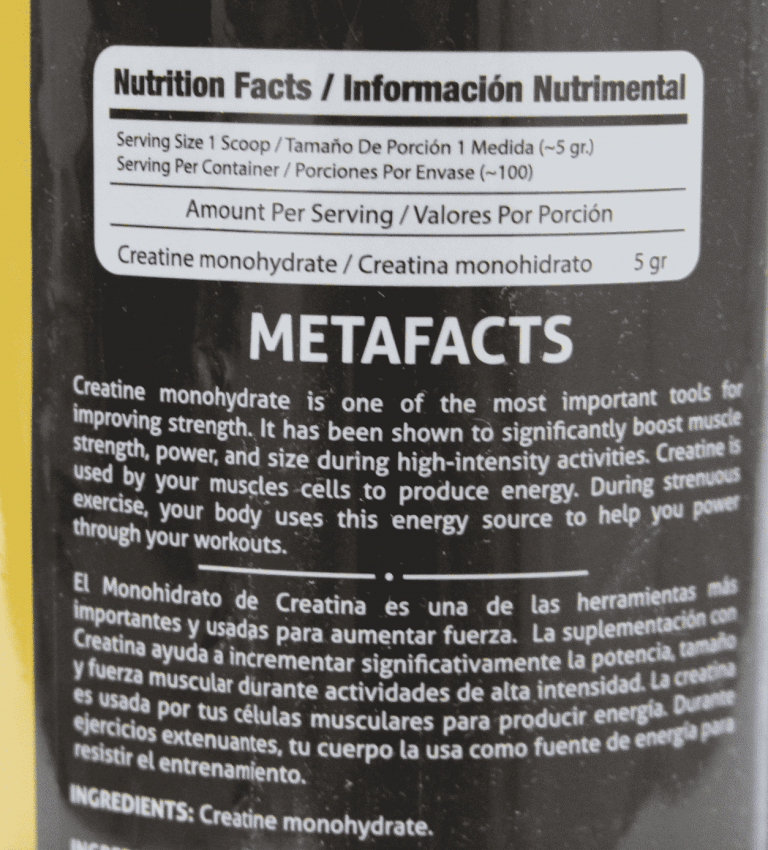 Nutrition Facts / Información Nutrimental
Serving Size 1 Scoop / Tamaño De Porción 1 Medida (~5 gr.)
Serving Per Container / Porciones Por Envase (~100)
Amount Per Serving / Valores Por Porción
Creatine monohydrate / Creatina monohidrato 5 gr
METAFACTS
Creatine monohydrate is one of the most important tools for
improving strength. It has been shown to significantly boost muscle
strength, power, and size during high-intensity activities. Creatine is
used by your muscles cells to produce energy. During strenuous
exercise, your body uses this energy source to help you power
through your workouts.
El Monohidrato de Creatina es una de las herramientas más
importantes y usadas para aumentar fuerza. La suplementación con
Creatina ayuda a incrementar significativamente la potencia, tamaño
y fuerza muscular durante actividades de alta intensidad. La creatina
es usada por tus células musculares para producir energía. Durante
ejercicios extenuantes, tu cuerpo la usa como fuente de energía para
resistir el entrenamiento.
INGREDIENTS: Creatine monohydrate.